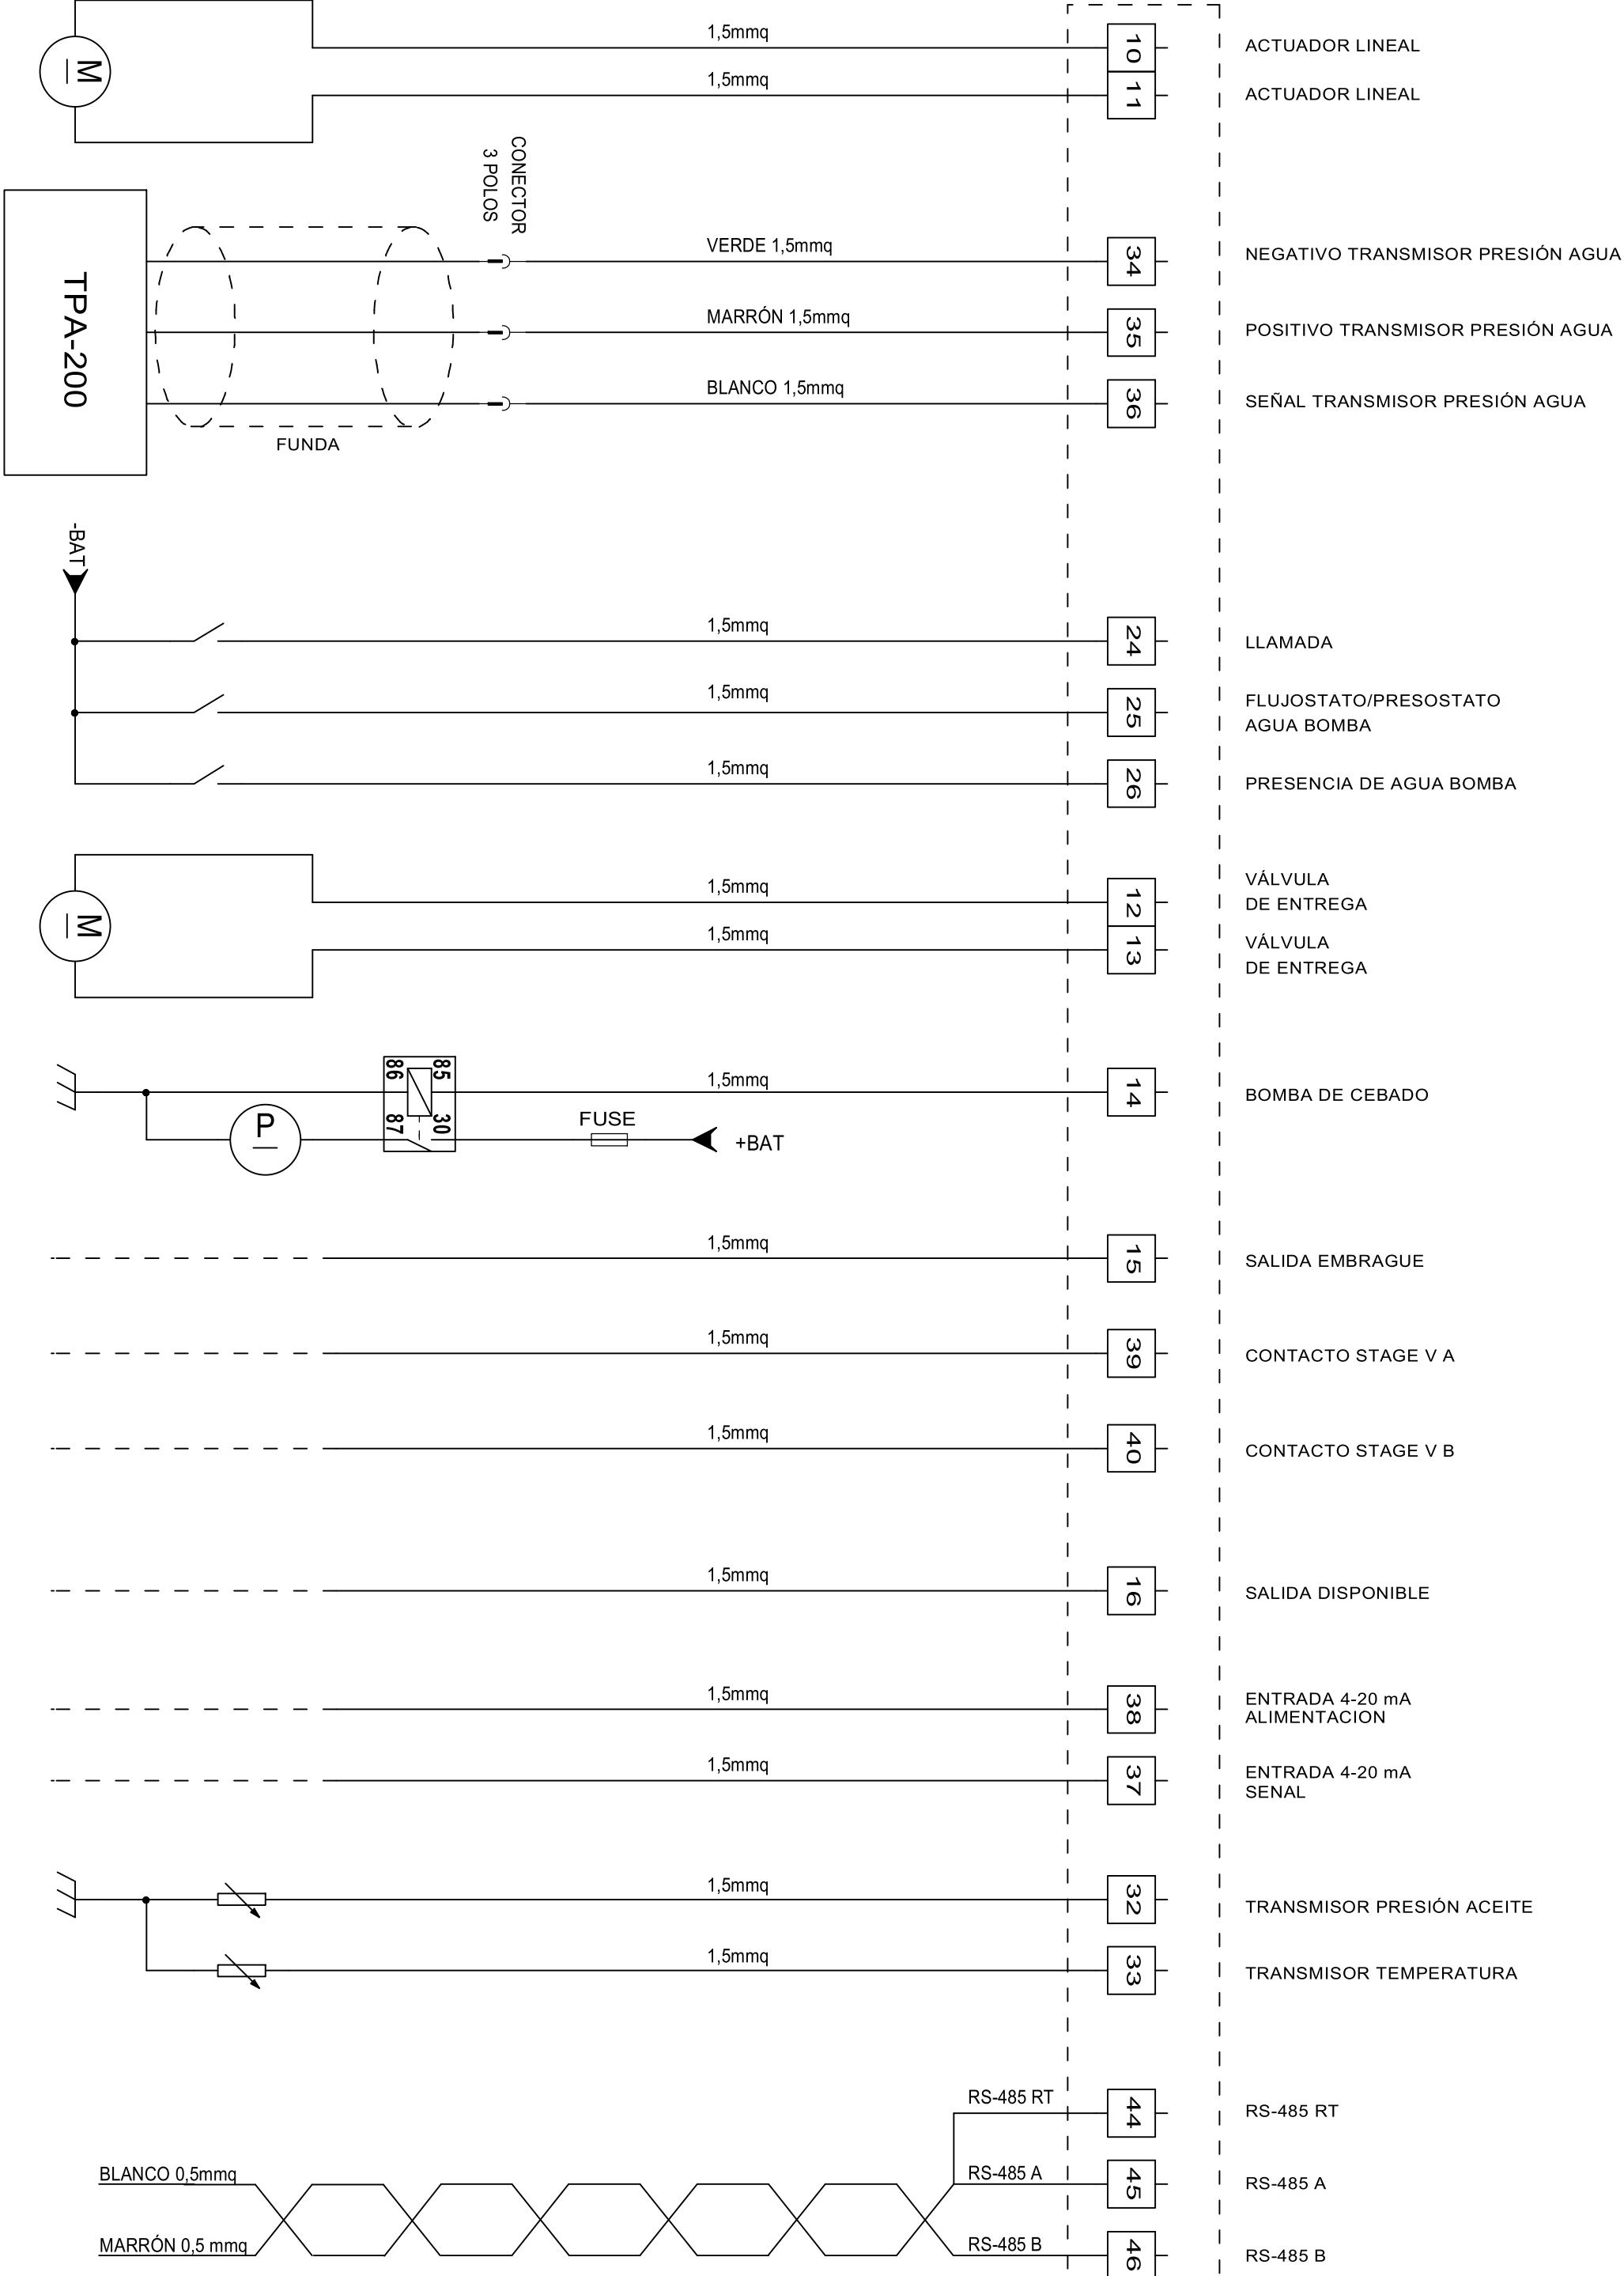 1,5mmq
10
ACTUADOR LINEAL
M
1,5mmq
11
ACTUADOR LINEAL
CONECTOR
3 POLOS
TPA-200
VERDE 1,5mmq
34
NEGATIVO TRANSMISOR PRESIÓN AGUA
MARRÓN 1,5mmq
35
POSITIVO TRANSMISOR PRESIÓN AGUA
BLANCO 1,5mmq
36
SEÑAL TRANSMISOR PRESIÓN AGUA
FUNDA
-BAT
1,5mmq
24
LLAMADA
1,5mmq
25
FLUJOSTATO/PRESOSTATO
AGUA BOMBA
1,5mmq
26
PRESENCIA DE AGUA BOMBA
1,5mmq
12
VÁLVULA
DE ENTREGA
M
1,5mmq
13
VÁLVULA
DE ENTREGA
86
85
1,5mmq
14
BOMBA DE CEBADO
P
87
30
FUSE
+BAT
1,5mmq
15
SALIDA EMBRAGUE
1,5mmq
39
CONTACTO STAGE V A
1,5mmq
40
CONTACTO STAGE V B
1,5mmq
16
SALIDA DISPONIBLE
1,5mmq
38
ENTRADA 4-20 mA
ALIMENTACION
1,5mmq
37
ENTRADA 4-20 mA
SENAL
1,5mmq
32
TRANSMISOR PRESIÓN ACEITE
1,5mmq
33
TRANSMISOR TEMPERATURA
RS-485 RT
44
RS-485 RT
BLANCO 0,5mmq
RS-485 A
45
RS-485 A
MARRÓN 0,5 mmq
RS-485 B
46
RS-485 B